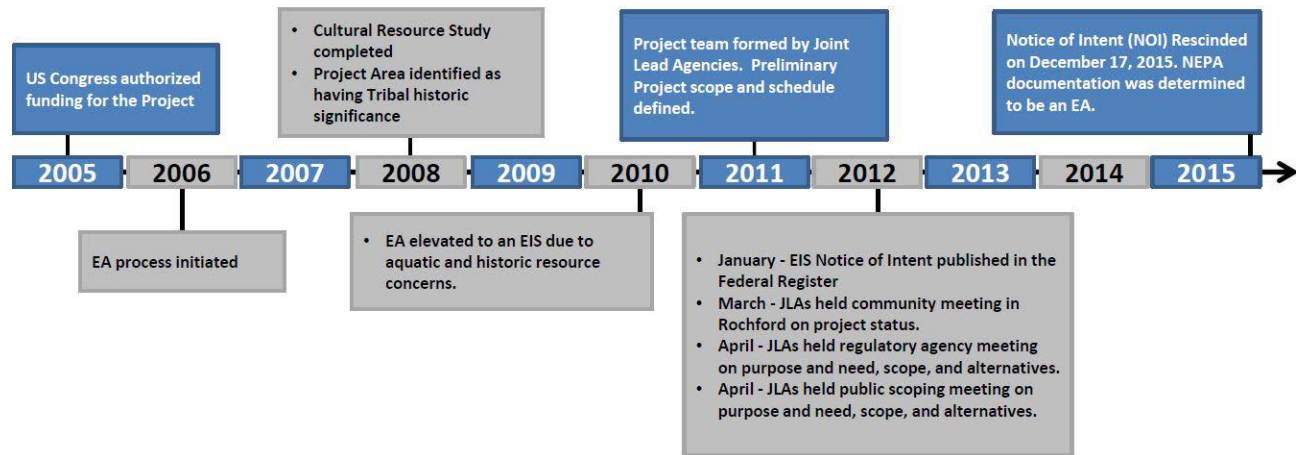 • Cultural Resource Study
completed
• Project Area identified as
having Tribal historic
significance
US Congress authorized
funding for the Project
Project team formed by Joint
Lead Agencies. Preliminary
Project scope and schedule
defined.
Notice of Intent (NOI) Rescinded
on December 17, 2015. NEPA
documentation was determined
to be an EA.
2005 2006 2007 2008 2009 2010 2011 2012 2013 2014 2015
EA process initiated
• EA elevated to an EIS due to
aquatic and historic resource
concerns.
• January - EIS Notice of Intent published in the
Federal Register
• March - JLAs held community meeting in
Rochford on project status.
• April - JLAs held regulatory agency meeting
on purpose and need, scope, and alternatives.
• April - JLAs held public scoping meeting on
purpose and need, scope, and alternatives.